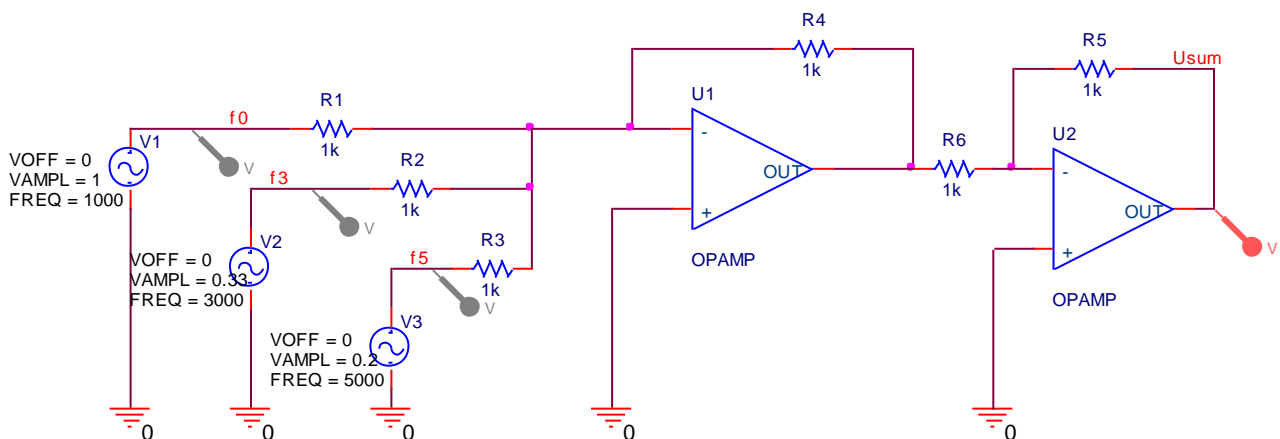 R4
1k
R5
1k
Usum
U1
U2
f0
R1
1k
V1
V
VOFF = 0
VAMPL = 1
FREQ = 1000
-
+
OUT
OPAMP
f3
R2
1k
V
R6
1k
-
+
OUT
OPAMP
V
V2
VOFF = 0
VAMPL = 0.33
FREQ = 3000
f5
R3
1k
V
V3
VOFF = 0
VAMPL = 0.2
FREQ = 5000
0
0
0
0
0